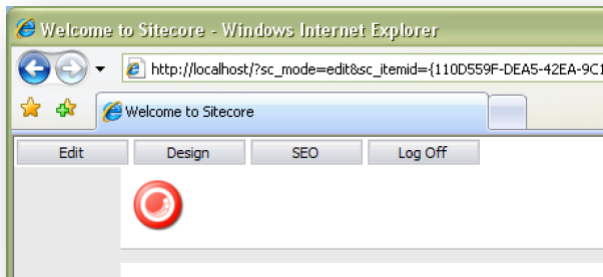 Welcome to Sitecore - Windows Internet Explorer
http://localhost/?sc_mode=edit&sc_itemid={110D559F-DEA5-42EA-9C1
Welcome to Sitecore
Edit Design SEO Log Off